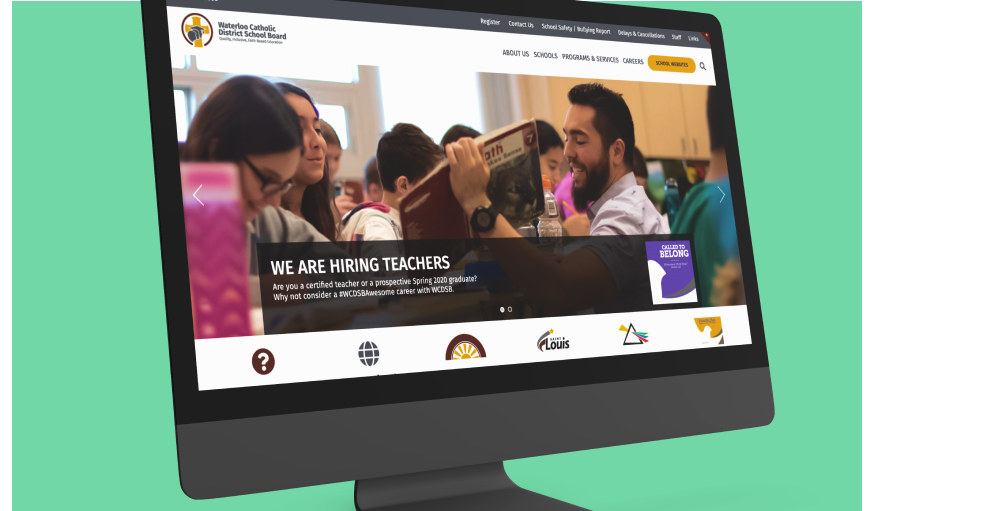 Register Contact Us School Safety | Bullying Report Delays & Cancellations Staff Links
Waterloo Catholic
District School Board
Quality, Inclusive, Faith-Based Education
ABOUT US SCHOOLS PROGRAMS & SERVICES CAREERS SCHOOL WEBSITES
7
WE ARE HIRING TEACHERS
Are you a certified teacher or a prospective Spring 2020 graduate?
Why not consider a #WCDSBAwesome career with WCDSB.
CALLED TO
BELONG
?
SAINT
Louis